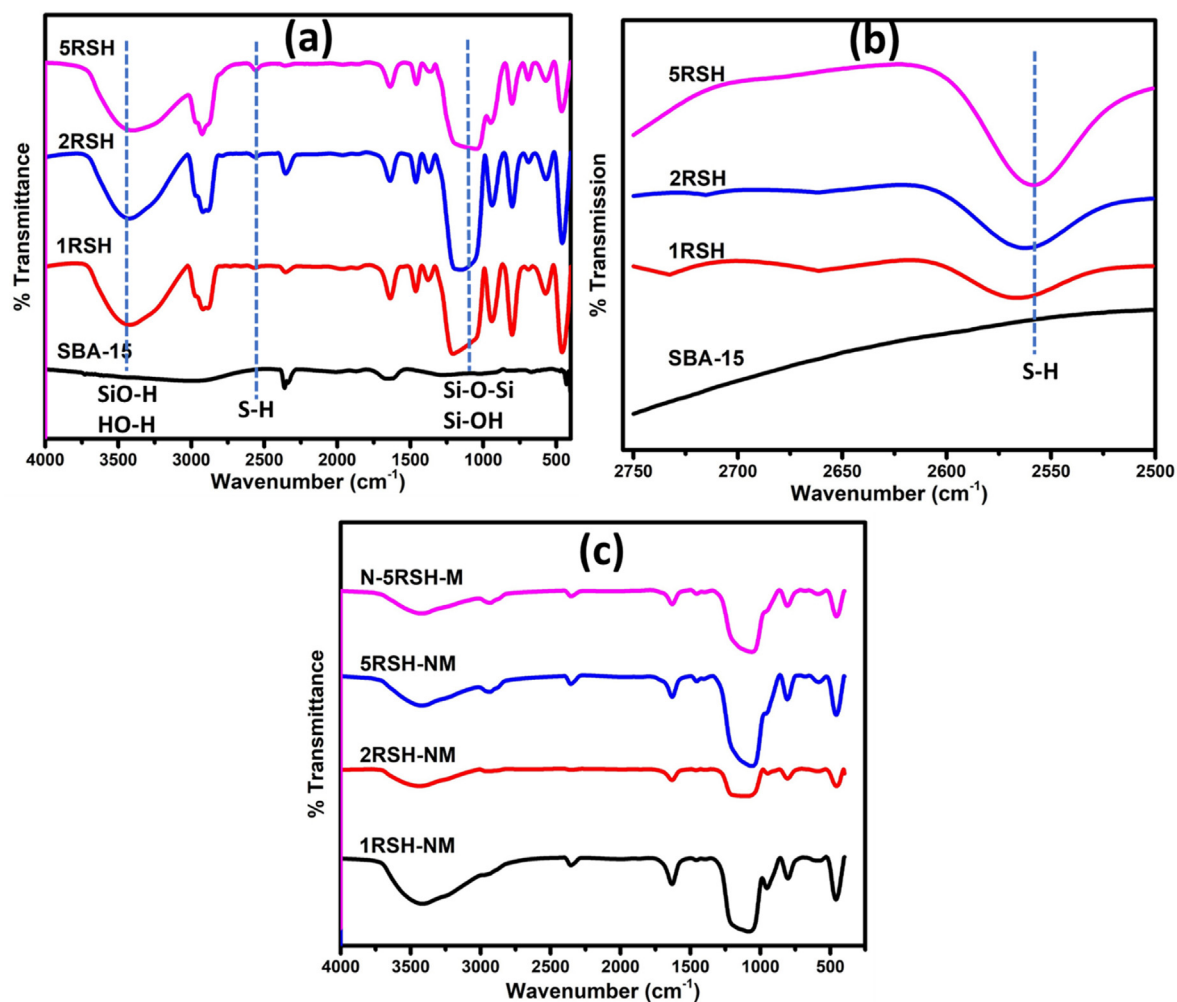 (a)
5RSH
2RSH
1RSH
SBA-15
SiO-H
HO-H
S-H
Si-O-Si
Si-OH
% Transmittance
4000 3500 3000 2500 2000 1500 1000 500
Wavenumber (cm⁻¹)
(b)
5RSH
2RSH
1RSH
SBA-15
S-H
% Transmission
2750 2700 2650 2600 2550 2500
Wavenumber (cm⁻¹)
(c)
N-5RSH-M
5RSH-NM
2RSH-NM
1RSH-NM
% Transmittance
4000 3500 3000 2500 2000 1500 1000 500
Wavenumber (cm⁻¹)